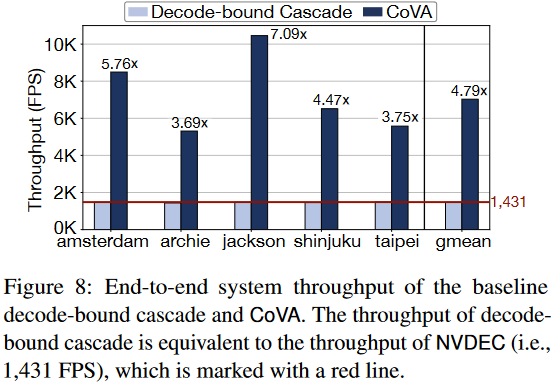 Decode-bound Cascade CoVA
Throughput (FPS)
10K
8K
6K
4K
2K
0K
5.76x
3.69x
7.09x
4.47x
3.75x
4.79x
1,431
amsterdam archie jackson shinjuku taipei gmean
Figure 8: End-to-end system throughput of the baseline
decode-bound cascade and CoVA. The throughput of decode-
bound cascade is equivalent to the throughput of NVDEC (i.e.,
1,431 FPS), which is marked with a red line.